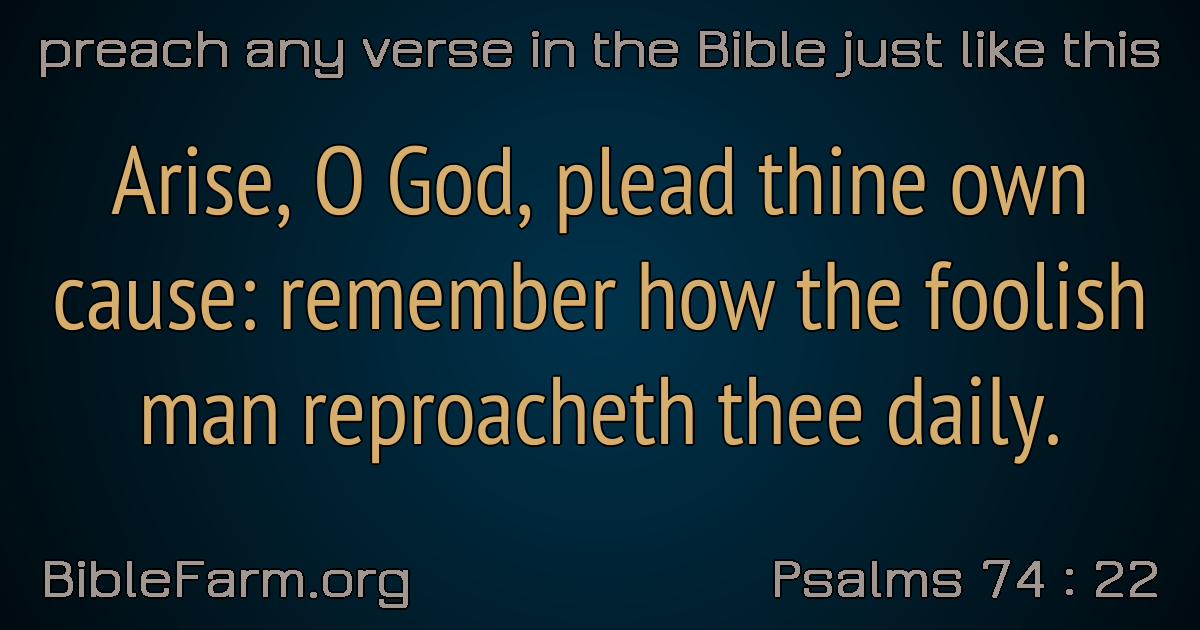 preach any verse in the Bible just like this
Arise, O God, plead thine own
cause: remember how the foolish
man reproacheth thee daily.
BibleFarm.org
Psalms 74 : 22